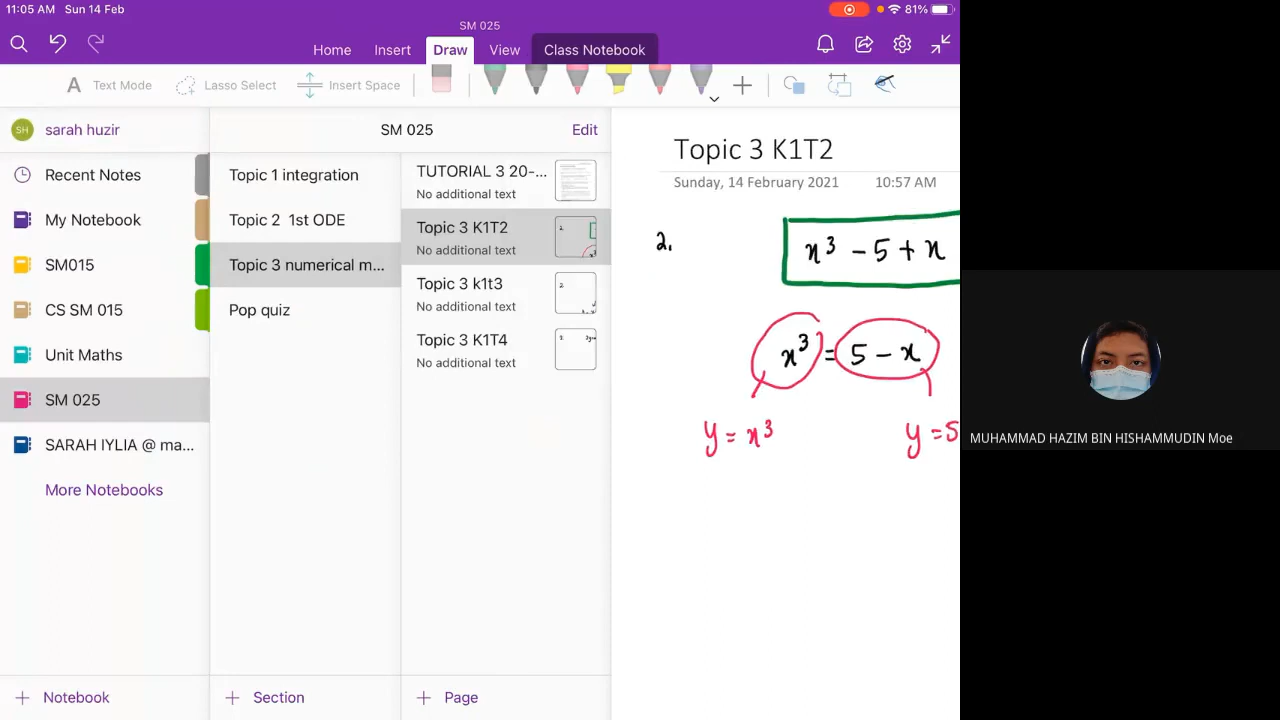 11:05 AM Sun 14 Feb
81%
SM 025
Home Insert Draw View Class Notebook
A Text Mode Lasso Select Insert Space
SH sarah huzir
SM 025 Edit
Recent Notes
My Notebook
SM015
CS SM 015
Unit Maths
SM 025
SARAH IYLIA @ ma...
More Notebooks
Topic 1 integration
Topic 2 1st ODE
Topic 3 numerical m...
Pop quiz
TUTORIAL 3 20-...
No additional text
Topic 3 K1T2
No additional text
Topic 3 k1t3
No additional text
Topic 3 K1T4
No additional text
+ Notebook
+ Section
+ Page
Topic 3 K1T2
Sunday, 14 February 2021 10:57 AM
2. x³ - 5 + x
x³ = 5 - x
y = x³ y = 5
MUHAMMAD HAZIM BIN HISHAMMUDIN Moe